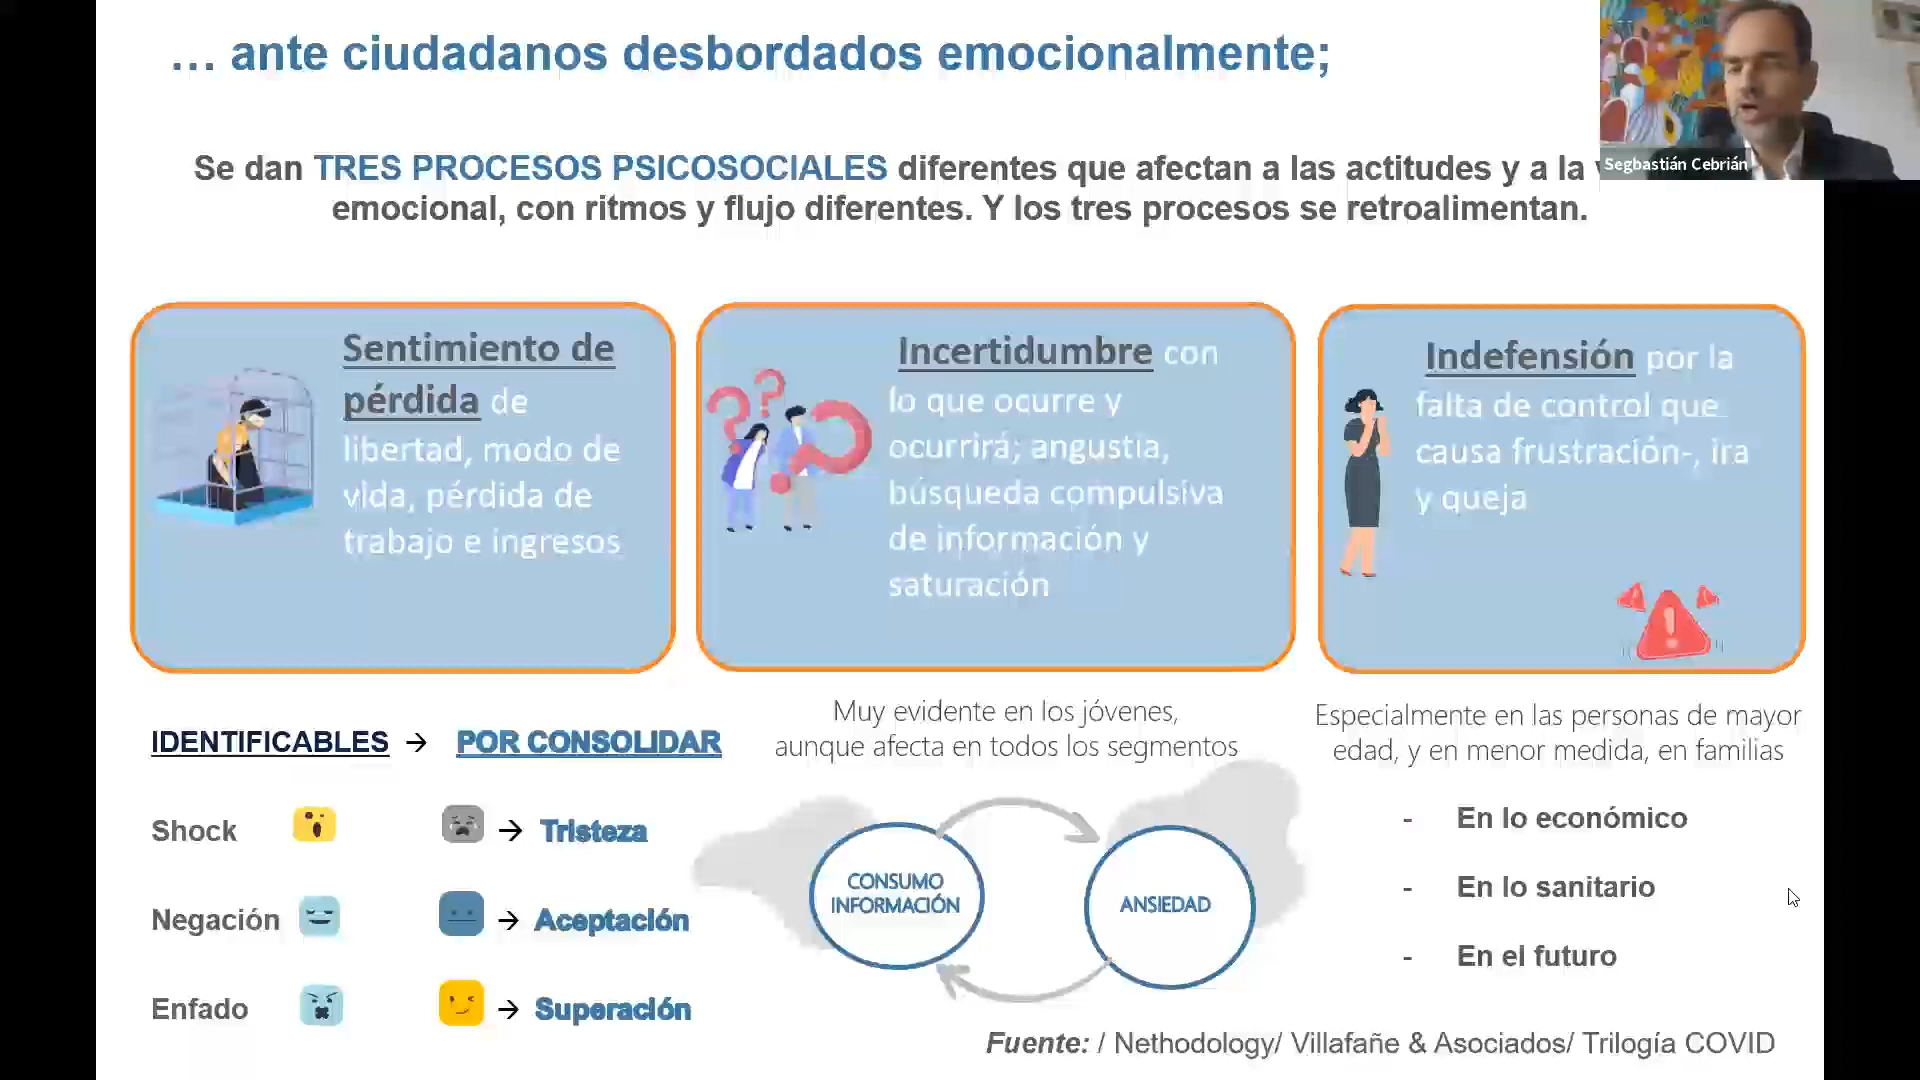 … ante ciudadanos desbordados emocionalmente;
Segbastián Cebrián
Se dan TRES PROCESOS PSICOSOCIALES diferentes que afectan a las actitudes y a la
emocional, con ritmos y flujo diferentes. Y los tres procesos se retroalimentan.
Sentimiento de
pérdida de
libertad, modo de
vida, pérdida de
trabajo e ingresos
Incertidumbre con
lo que ocurre y
ocurrirá; angustia,
búsqueda compulsiva
de información y
saturación
Indefensión por la
falta de control que
causa frustración-, ira
y queja
IDENTIFICABLES → POR CONSOLIDAR
Shock → Tristeza
Negación → Aceptación
Enfado → Superación
Muy evidente en los jóvenes,
aunque afecta en todos los segmentos
CONSUMO
INFORMACIÓN
ANSIEDAD
Especialmente en las personas de mayor
edad, y en menor medida, en familias
- En lo económico
- En lo sanitario
- En el futuro
Fuente: / Nethodology/ Villafañe & Asociados/ Trilogía COVID